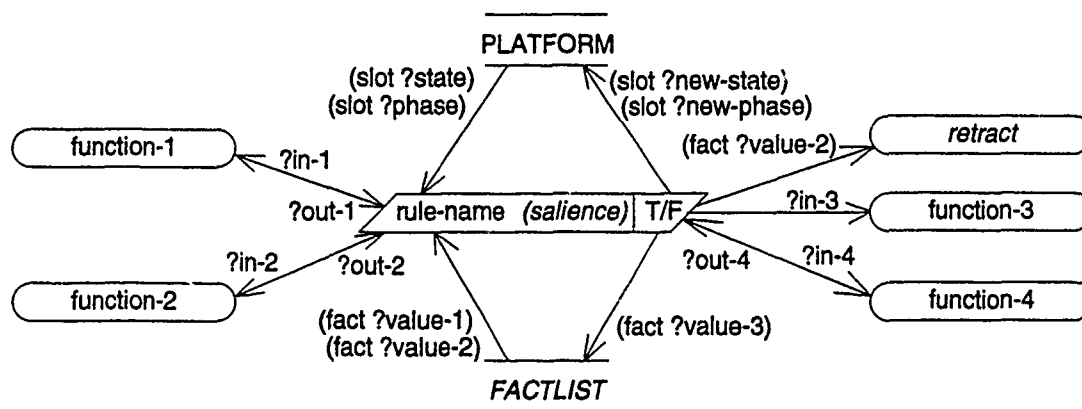 PLATFORM
(slot ?state)
(slot ?phase)
(slot ?new-state)
(slot ?new-phase)
function-1
?in-1
(fact ?value-2)
retract
?out-1
rule-name (salience) T/F
?in-3
function-3
?in-2
?out-2
?out-4
?in-4
function-2
function-4
(fact ?value-1)
(fact ?value-2)
(fact ?value-3)
FACTLIST